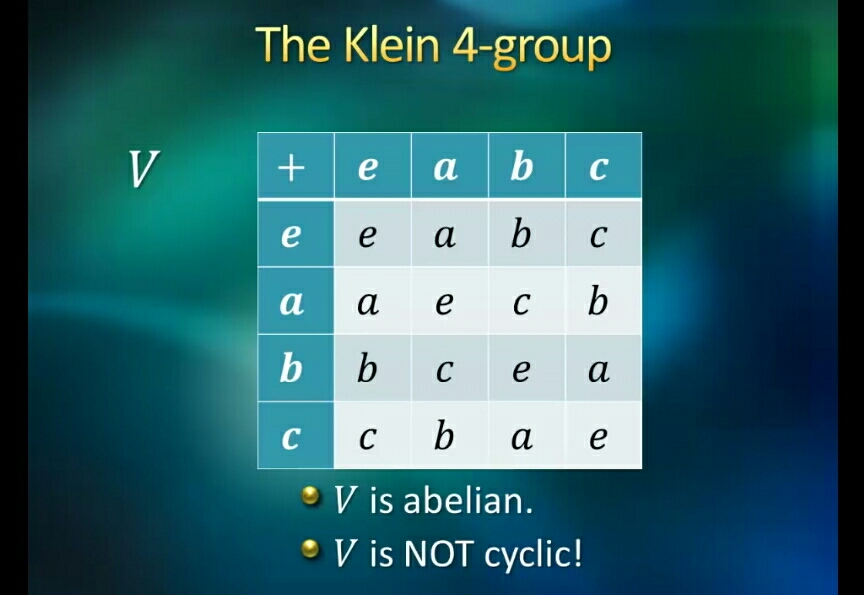 The Klein 4-group
V
+ e a b c
e e a b c
a a e c b
b b c e a
c c b a e
V is abelian.
V is NOT cyclic!